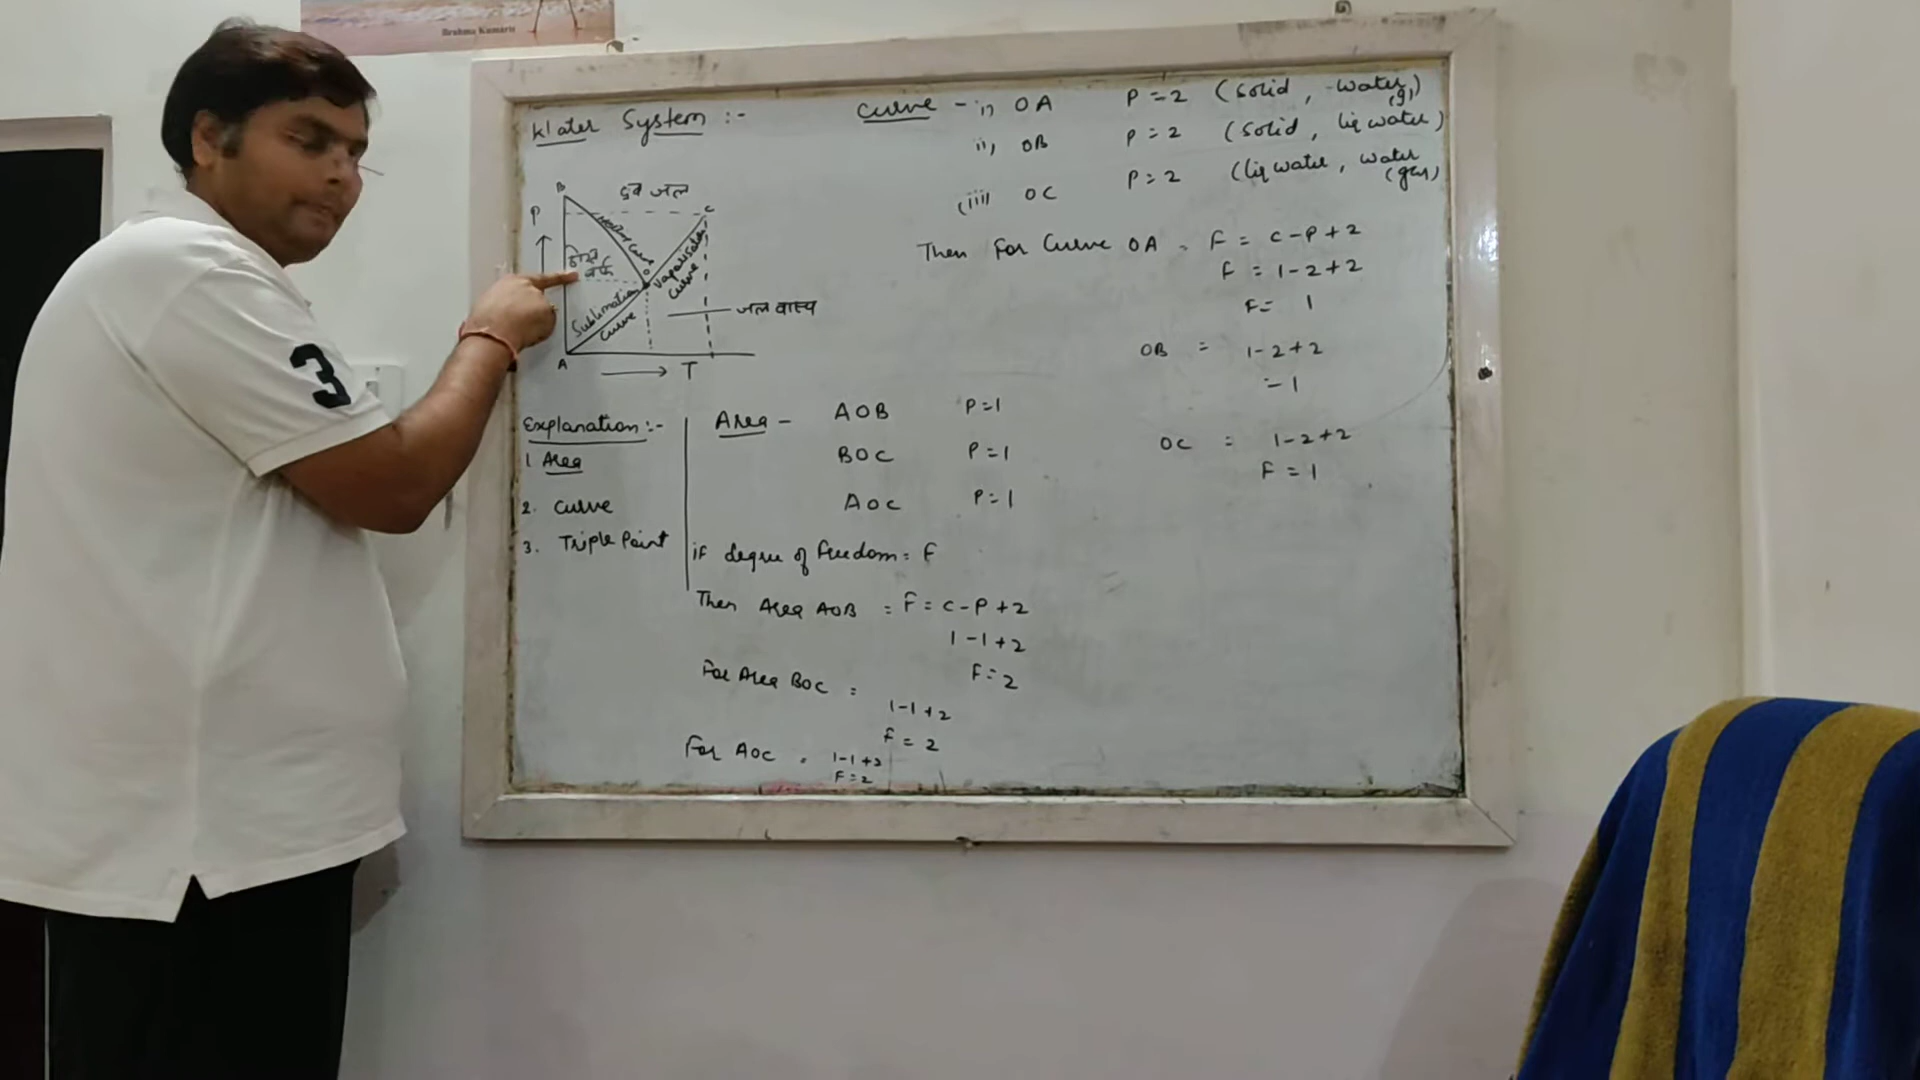 Brahma Kumaris
Water System :-
B
P
द्रव जल
C
ठोस
बर्फ
O
Vaporisation
Curve
Sublimation
Curve
जल वाष्प
A
T
Explanation :-
1. Area
2. Curve
3. Triple Point
Area - AOB P=1
BOC P=1
AOC P=1
if degree of freedom = F
Then Area AOB = F = C-P+2
1-1+2
F=2
For Area BOC =
1-1+2
F = 2
For AOC = 1-1+2
F=2
Curve - i) OA P=2 (Solid, water (g))
ii) OB P=2 (Solid, liq water)
(iii) OC P=2 (liq water, water (gas))
Then For Curve OA = F = C-P+2
F = 1-2+2
F= 1
OB = 1-2+2
= 1
OC = 1-2+2
F = 1
3